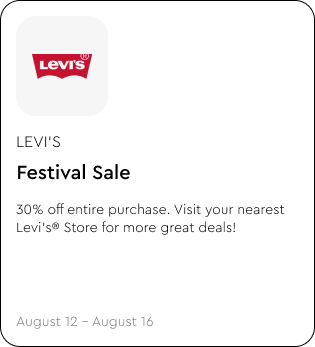 LEVI'S®
LEVI'S
Festival Sale
30% off entire purchase. Visit your nearest
Levi's® Store for more great deals!
August 12 – August 16